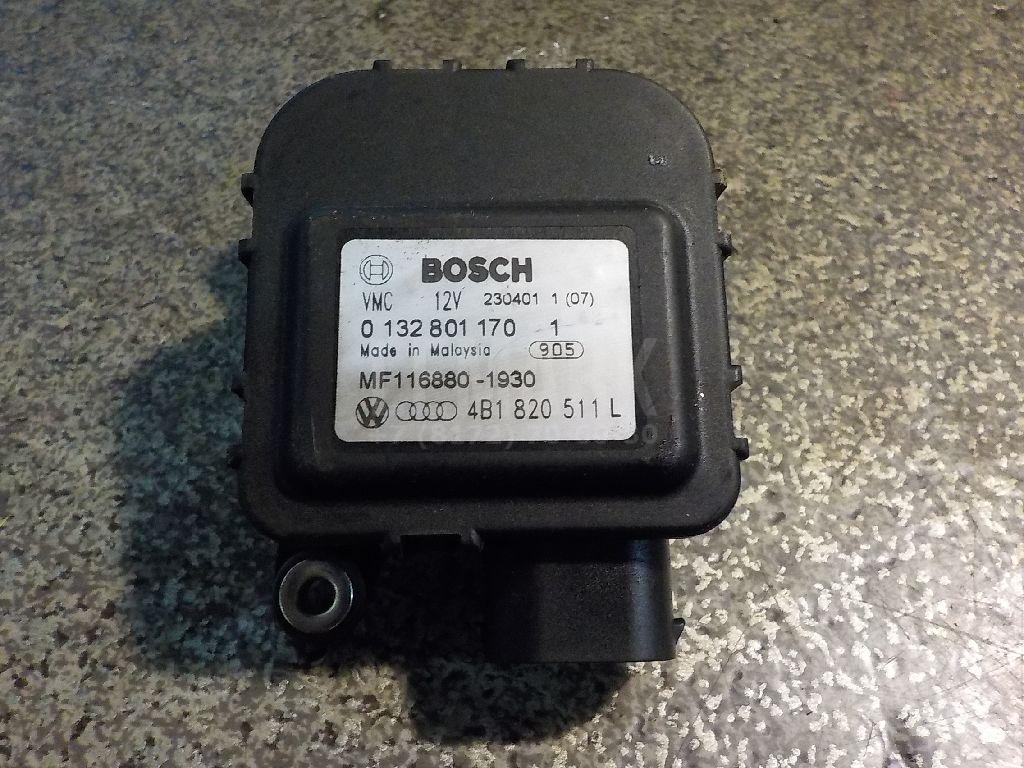 BOSCH
VMC 12V 230401 1 (07)
0 132 801 170 1
Made in Malaysia 905
MF116880-1930
4B1 820 511 L